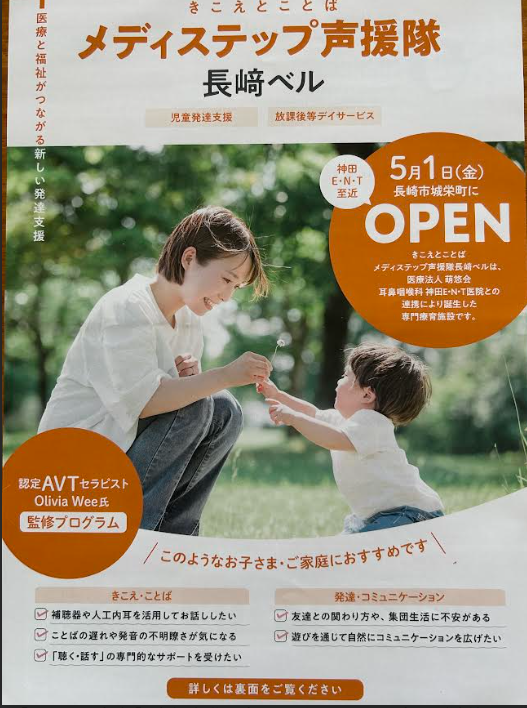 きこえとことば
メディステップ声援隊
長﨑ベル
児童発達支援
放課後等デイサービス
医療と福祉がつながる新しい発達支援
神田
E・N・T
至近
5月1日(金)
長崎市城栄町に
OPEN
きこえとことば
メディステップ声援隊長崎ベルは、
医療法人 萌悠会
耳鼻咽喉科 神田E・N・T医院との
連携により誕生した
専門療育施設です。
認定AVTセラピスト
Olivia Wee氏
監修プログラム
このようなお子さま・ご家庭におすすめです
きこえ・ことば
補聴器や人工内耳を活用してお話ししたい
ことばの遅れや発音の不明瞭さが気になる
「聴く・話す」の専門的なサポートを受けたい
発達・コミュニケーション
友達との関わり方や、集団生活に不安がある
遊びを通じて自然にコミュニケーションを広げたい
詳しくは裏面をご覧ください